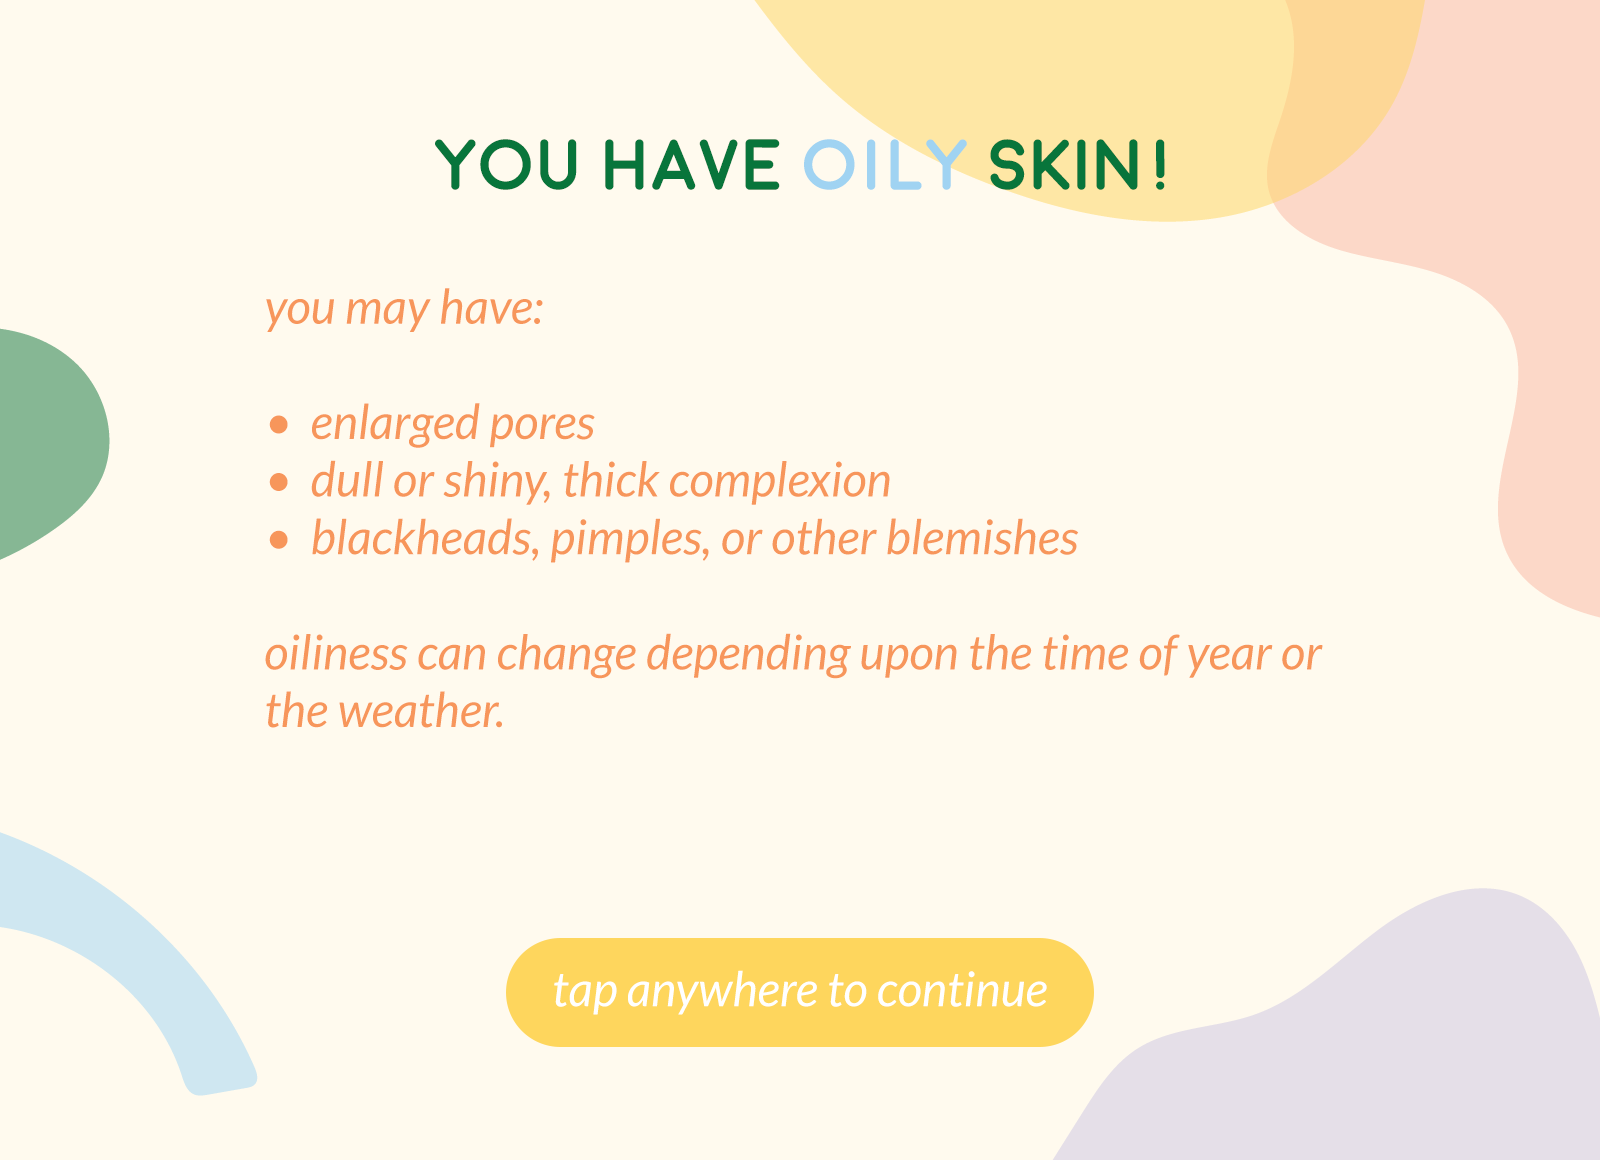 YOU HAVE OILY SKIN!
you may have:
• enlarged pores
• dull or shiny, thick complexion
• blackheads, pimples, or other blemishes
oiliness can change depending upon the time of year or
the weather.
tap anywhere to continue